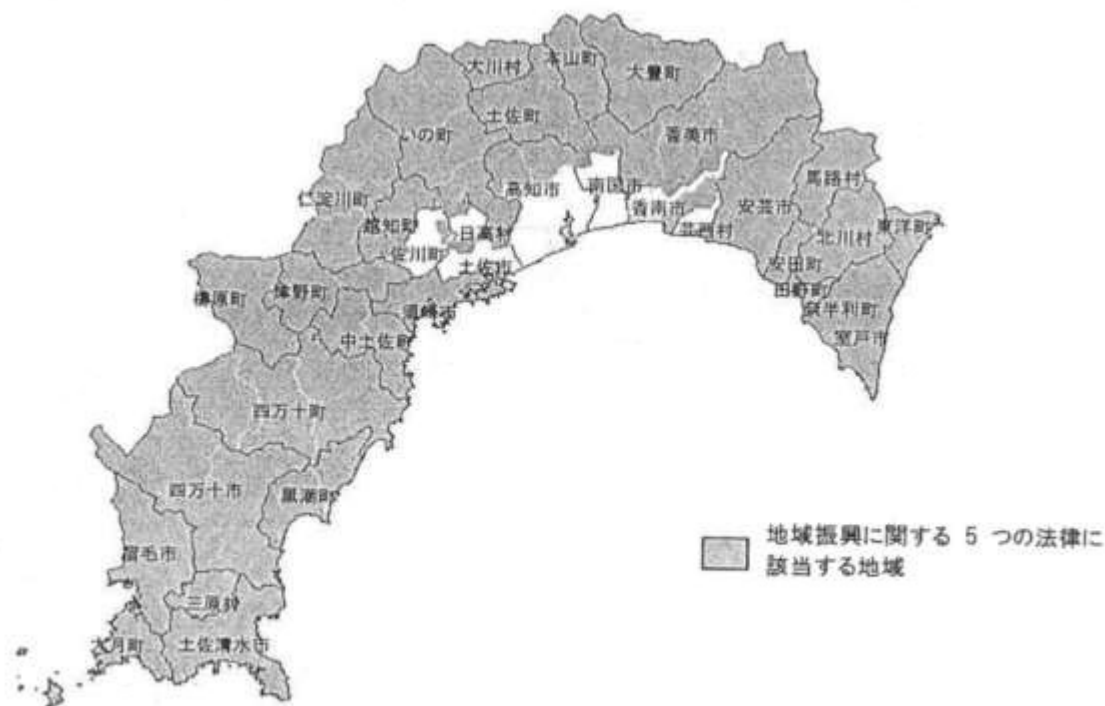 大川村
本山町
大豊町
土佐町
いの町
香美市
高知市
南国市
馬路村
仁淀川町
香南市
安芸市
越知町
日高村
芸西村
北川村
東洋町
佐川町
土佐市
安田町
田野町
梼原町
津野町
須崎市
奈半利町
中土佐町
室戸市
四万十町
四万十市
黒潮町
宿毛市
三原村
大月町
土佐清水市
地域振興に関する 5 つの法律に
該当する地域